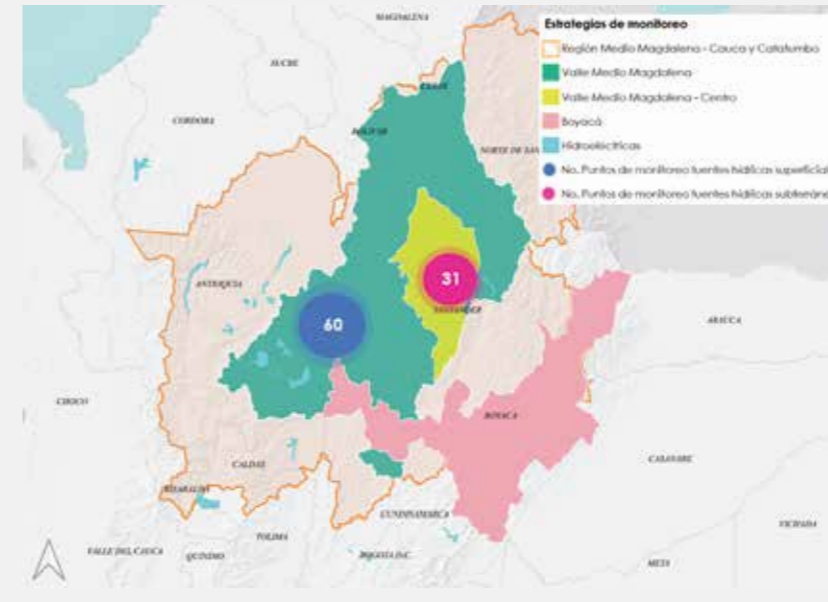 Estrategias de monitoreo
Región Medio Magdalena - Cauca y Catatumbo
Valle Medio Magdalena
Valle Medio Magdalena - Centro
Boyacá
Hidroeléctricas
No. Puntos de monitoreo fuentes hídricas superficial
No. Puntos de monitoreo fuentes hídricas subterráne
MAGDALENA
SUCRE
CESAR
CORDOBA
BOLIVAR
NORTE DE SAN
ANTIOQUIA
31
SANTANDER
60
ARAUCA
CHOCO
BOYACA
CALDAS
CASANARE
RISARALDA
CUNDINAMARCA
VICHADA
TOLIMA
VALLE DEL CAUCA
QUINDIO
BOGOTA D.C.
META